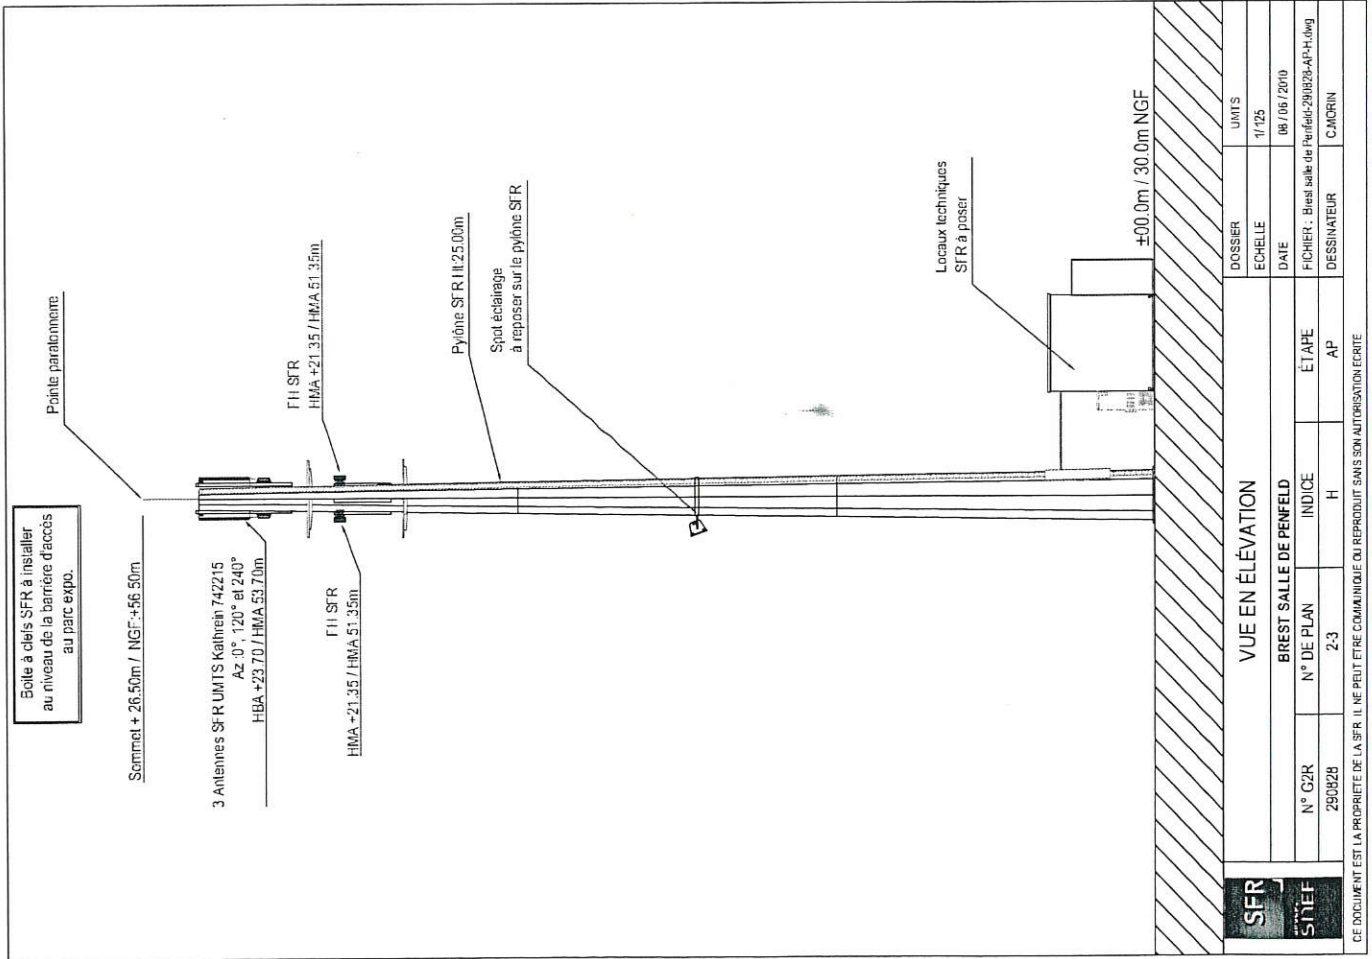 Boite à clefs SFR à installer
au niveau de la barrière d'accès
au parc expo.
Pointe paratonnerre
Sommet + 26.50m / NGF:+56.50m
3 Antennes SFR UMTS Kathrein 742215
Az :0°, 120° et 240°
HBA +23.70 / HMA 53.70m
FH SFR
HMA +21.35 / HMA 51.35m
FH SFR
HMA +21.35 / HMA 51.35m
Pylône SFR Ht:25.00m
Spot éclairage
à reposer sur le pylône SFR
Locaux techniques
SFR à poser
±00.0m / 30.0m NGF
SFR
SNEF
VUE EN ÉLÉVATION
BREST SALLE DE PENFELD
N° G2R
N° DE PLAN
INDICE
ÉTAPE
290828
2-3
H
AP
DOSSIER
UMTS
ECHELLE
1/125
DATE
08 / 06 / 2010
FICHIER : Brest salle de Penfeld-290828-AP-H.dwg
DESSINATEUR
C.MORIN
CE DOCUMENT EST LA PROPRIETE DE LA SFR IL NE PEUT ETRE COMMUNIQUE OU REPRODUIT SANS SON AUTORISATION ECRITE